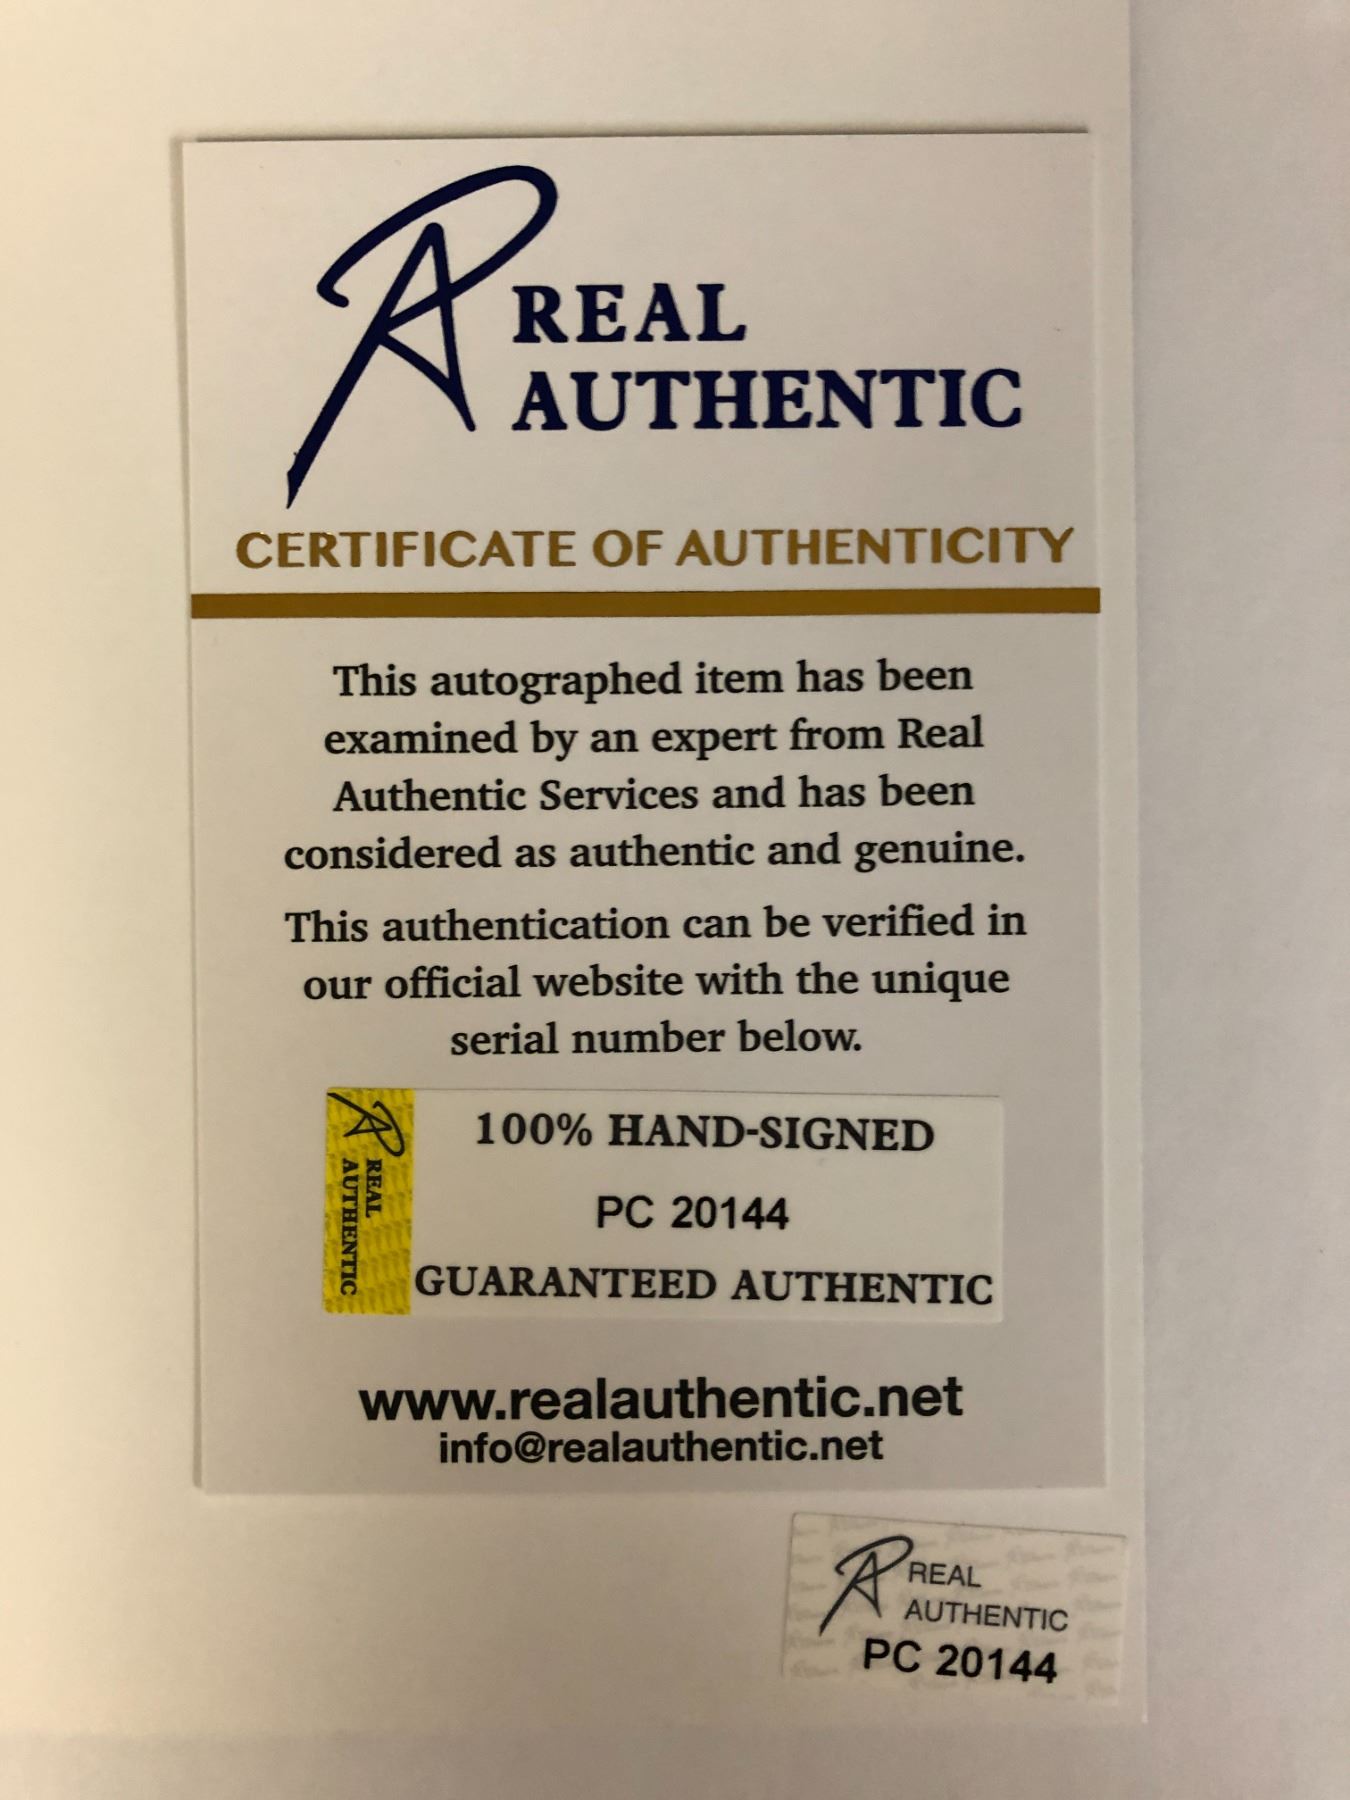 REAL
AUTHENTIC
CERTIFICATE OF AUTHENTICITY
This autographed item has been
examined by an expert from Real
Authentic Services and has been
considered as authentic and genuine.
This authentication can be verified in
our official website with the unique
serial number below.
REAL
AUTHENTIC
100% HAND-SIGNED
PC 20144
GUARANTEED AUTHENTIC
www.realauthentic.net
info@realauthentic.net
REAL
AUTHENTIC
PC 20144